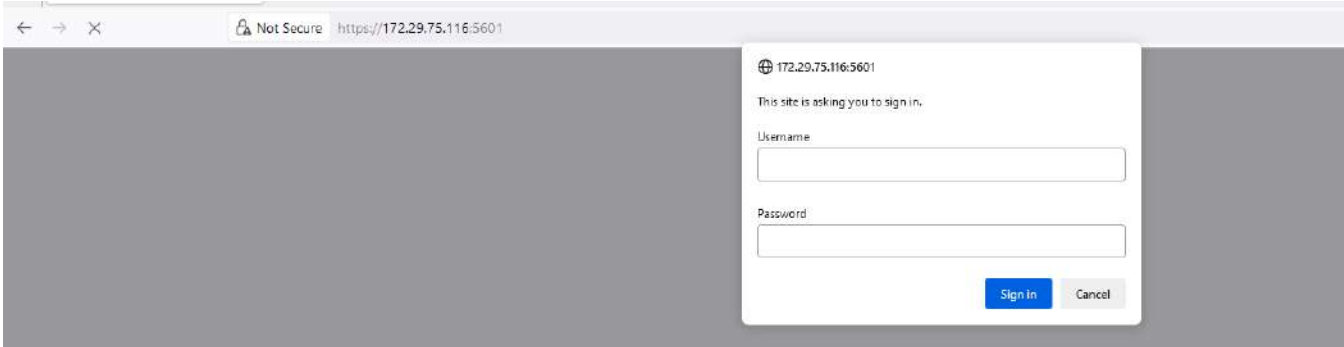 Not Secure https://172.29.75.116:5601
172.29.75.116:5601
This site is asking you to sign in.
Username
Password
Sign in Cancel